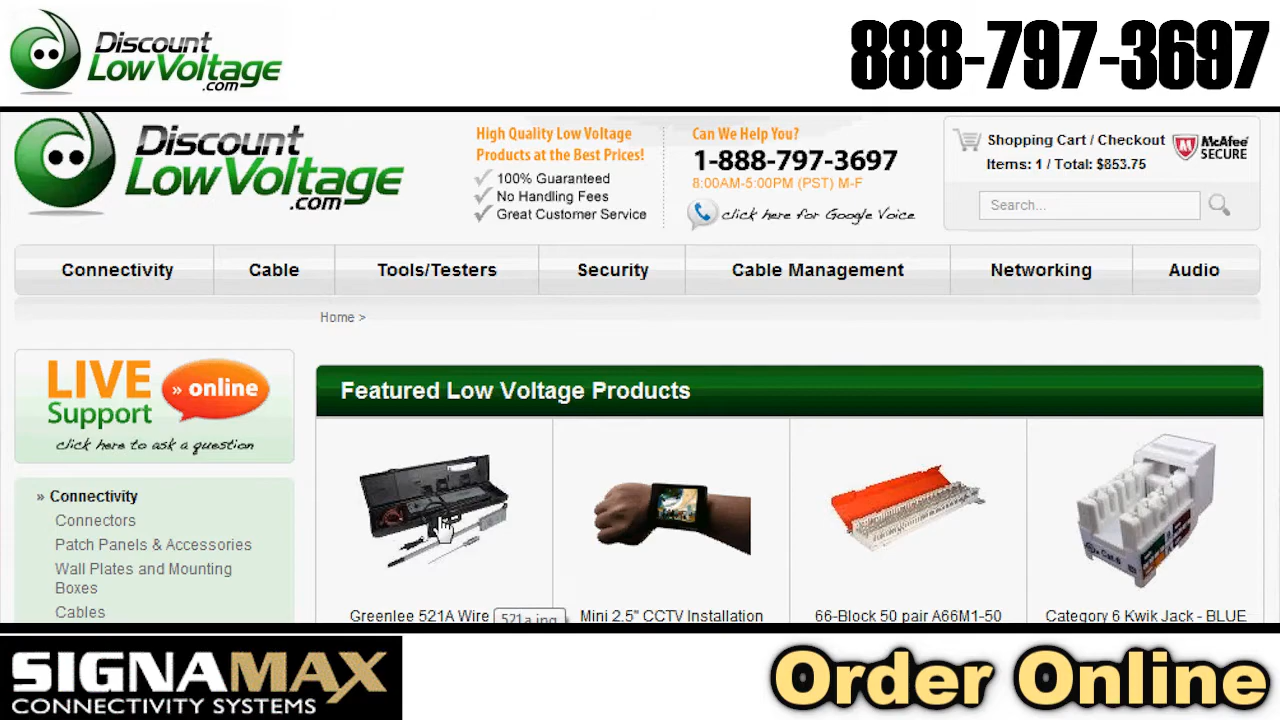 Discount
LowVoltage
.com
888-797-3697
Discount
LowVoltage
.com
High Quality Low Voltage
Products at the Best Prices!
100% Guaranteed
No Handling Fees
Great Customer Service
Can We Help You?
1-888-797-3697
8:00AM-5:00PM (PST) M-F
click here for Google Voice
Shopping Cart / Checkout
Items: 1 / Total: $853.75
McAfee
SECURE
Search...
Connectivity
Cable
Tools/Testers
Security
Cable Management
Networking
Audio
Home >
LIVE
Support
» online
click here to ask a question
» Connectivity
Connectors
Patch Panels & Accessories
Wall Plates and Mounting
Boxes
Cables
Featured Low Voltage Products
Greenlee 521A Wire
521a.jpg
Mini 2.5" CCTV Installation
66-Block 50 pair A66M1-50
Category 6 Kwik Jack - BLUE
SIGNAMAX
CONNECTIVITY SYSTEMS
Order Online